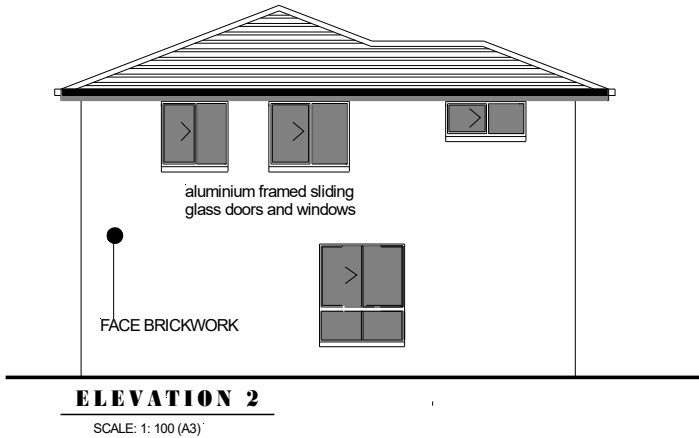 aluminium framed sliding
glass doors and windows
FACE BRICKWORK
ELEVATION 2
SCALE: 1: 100 (A3)